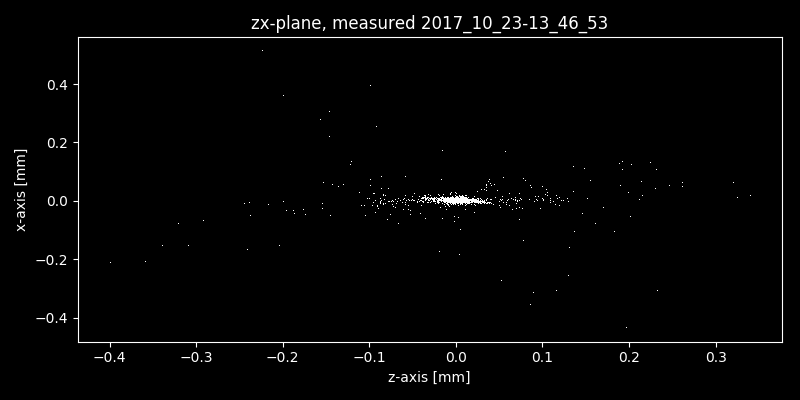 zx-plane, measured 2017_10_23-13_46_53
0.4
0.2
0.0
−0.2
−0.4
x-axis [mm]
−0.4 −0.3 −0.2 −0.1 0.0 0.1 0.2 0.3
z-axis [mm]